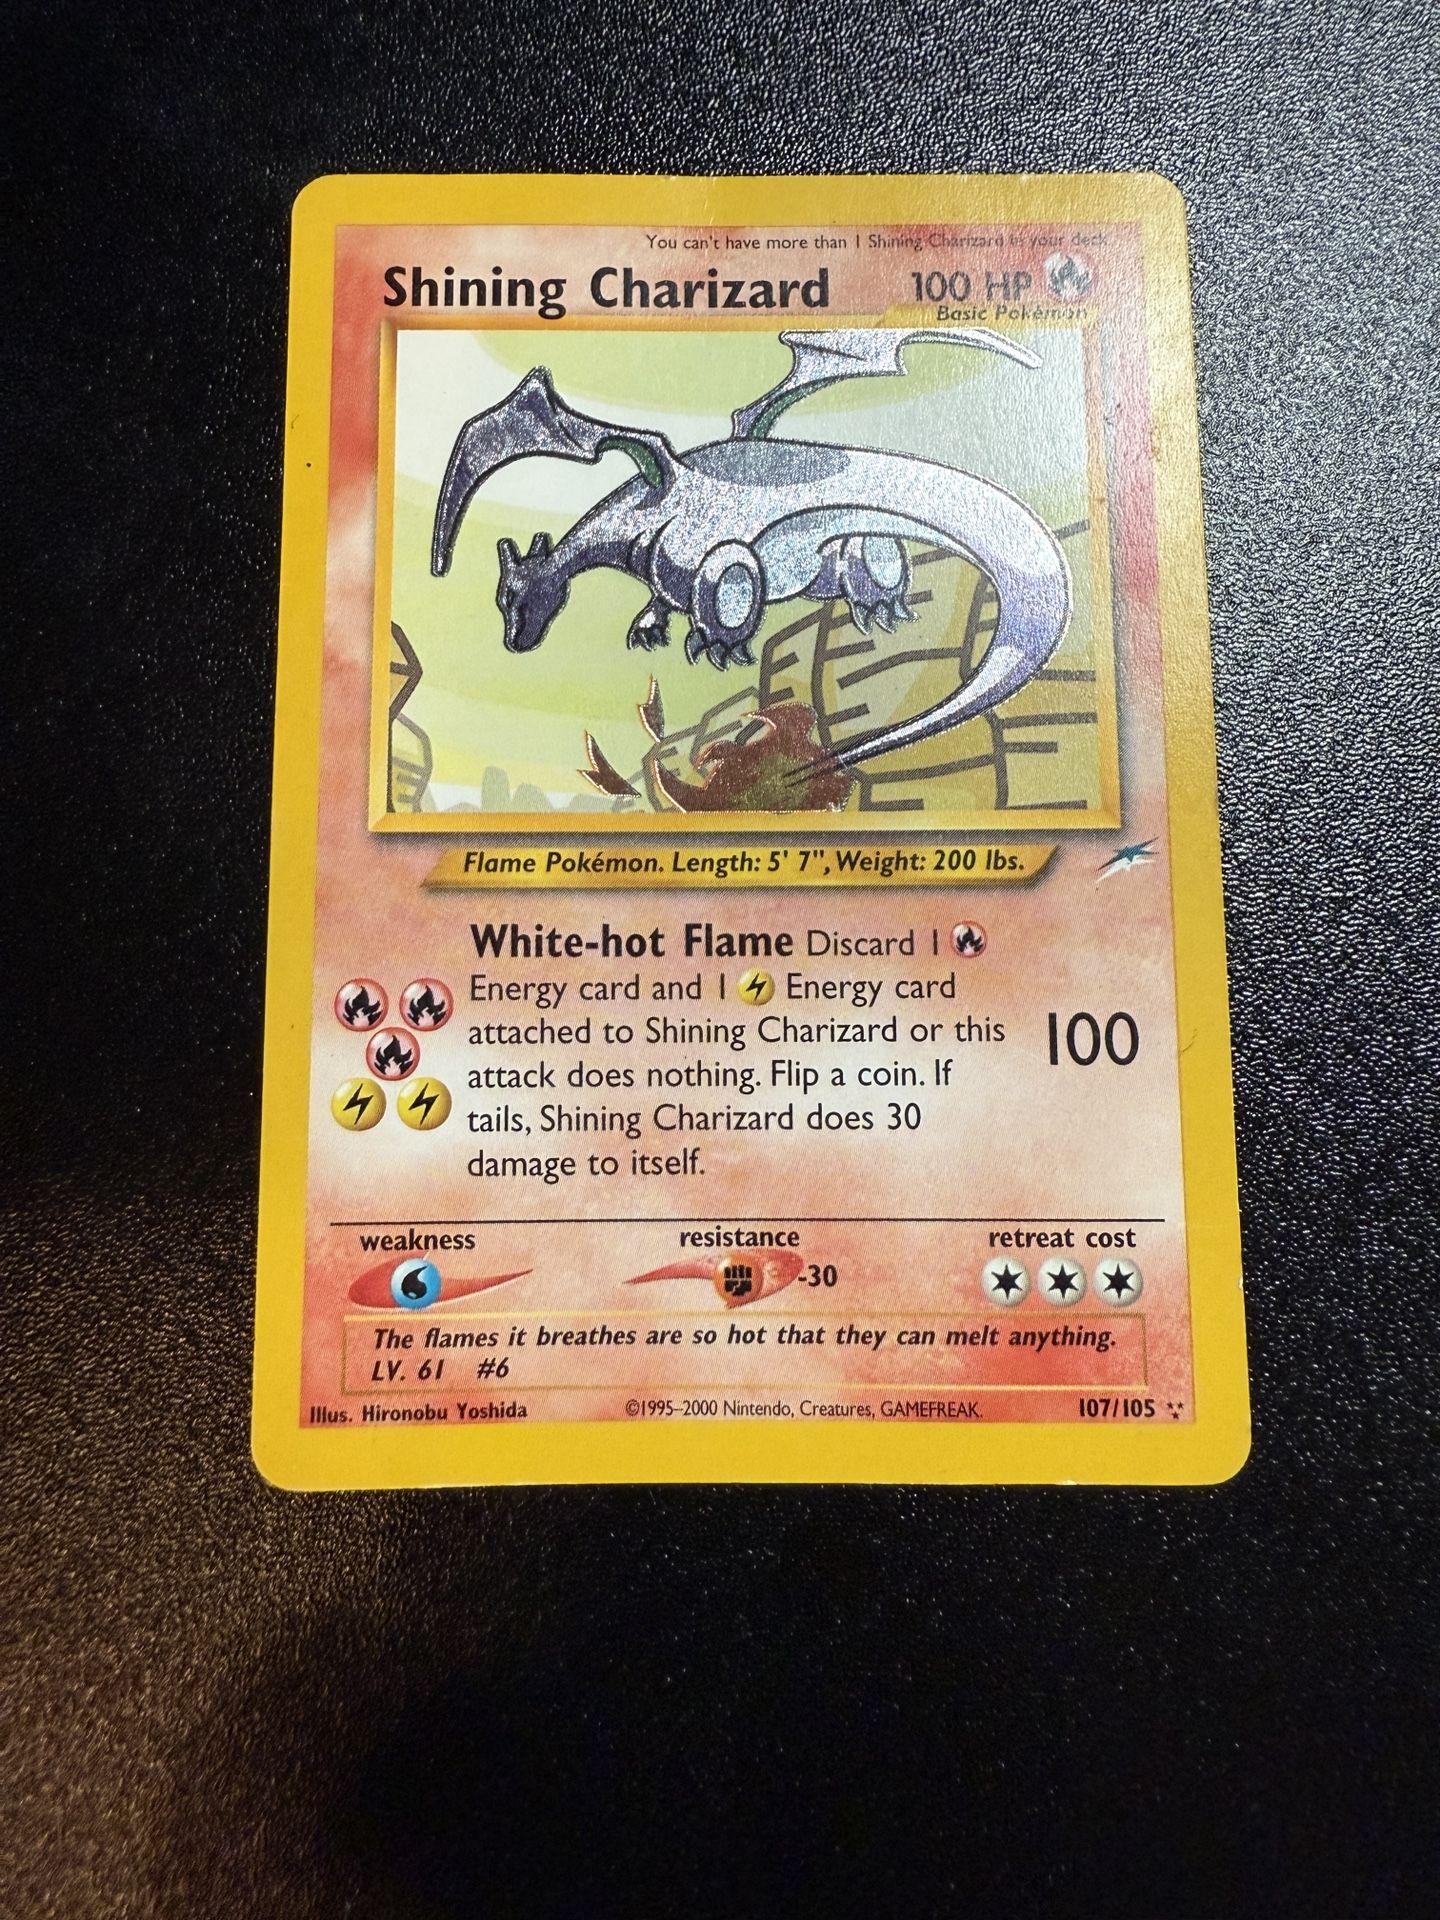 You can't have more than 1 Shining Charizard in your deck.
Shining Charizard 100 HP
Basic Pokémon
Flame Pokémon. Length: 5' 7", Weight: 200 lbs.
White-hot Flame Discard 1
Energy card and 1 Energy card
attached to Shining Charizard or this
attack does nothing. Flip a coin. If
tails, Shining Charizard does 30
damage to itself.
100
weakness resistance retreat cost
-30
The flames it breathes are so hot that they can melt anything.
LV. 61 #6
Illus. Hironobu Yoshida ©1995–2000 Nintendo, Creatures, GAMEFREAK. 107/105